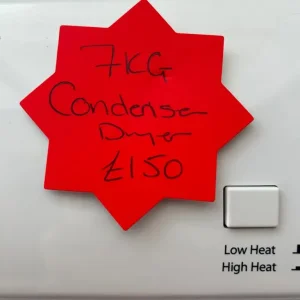 7KG
Condenser
Dryer
£150
Low Heat
High Heat